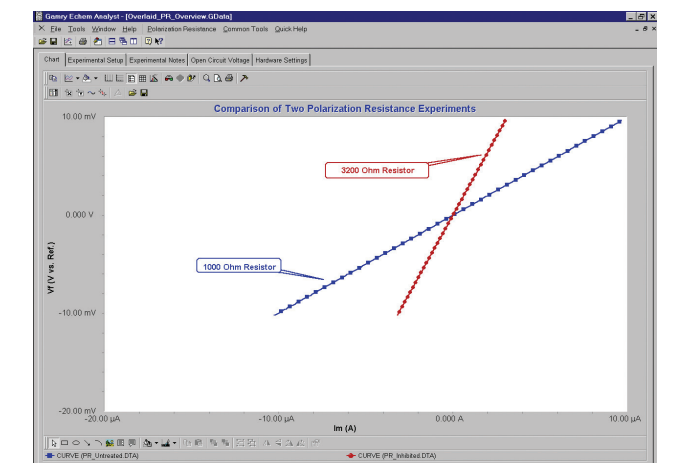 Gamry Echem Analyst - [Overlaid_PR_Overview.GData]
File Edit Tools Window Help Polarization Resistance Common Tools Quick Help
Chart Experimental Setup Experimental Notes Open Circuit Voltage Hardware Settings
Comparison of Two Polarization Resistance Experiments
10.00 mV
3200 Ohm Resistor
0.000 V
Vf (V vs. Ref.)
1000 Ohm Resistor
-10.00 mV
-20.00 mV
-20.00 µA -10.00 µA 0.000 A 10.00 µA
Im (A)
CURVE (PR_Untreated.DTA) CURVE (PR_Inhibited.DTA)